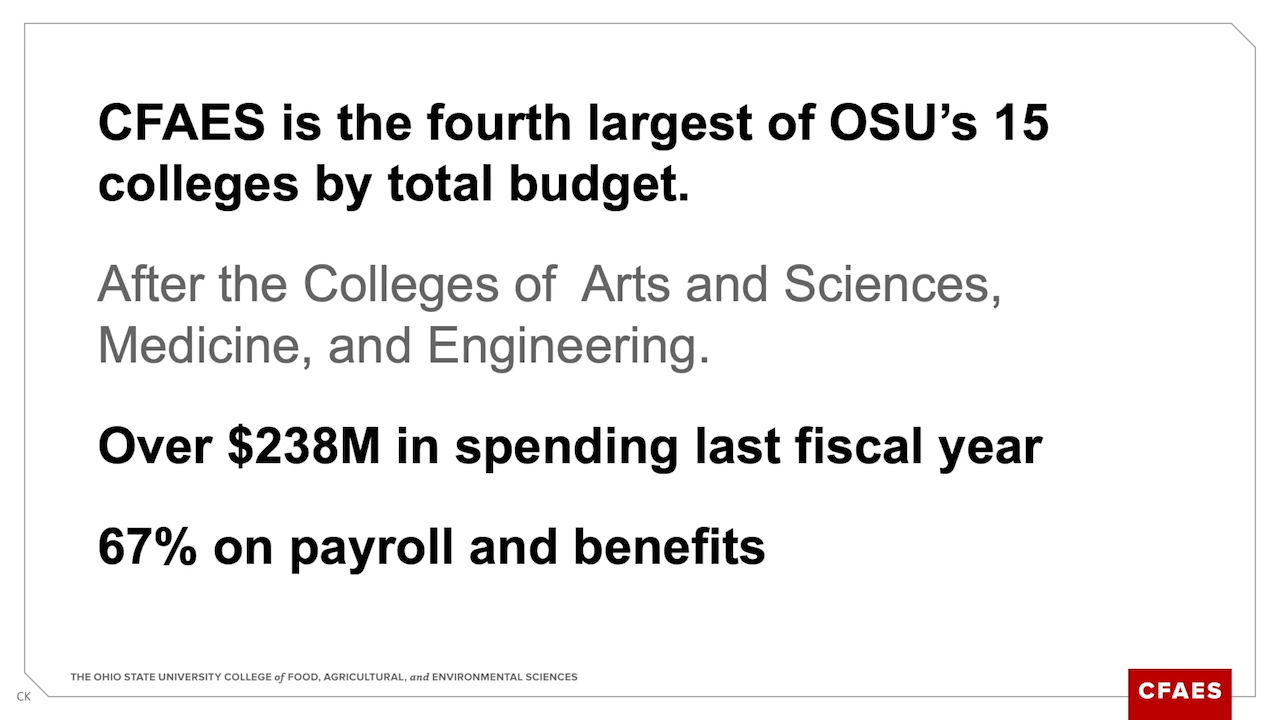 CFAES is the fourth largest of OSU’s 15
colleges by total budget.
After the Colleges of  Arts and Sciences,
Medicine, and Engineering.
Over $238M in spending last fiscal year
67% on payroll and benefits
THE OHIO STATE UNIVERSITY COLLEGE of FOOD, AGRICULTURAL, and ENVIRONMENTAL SCIENCES
CK
CFAES